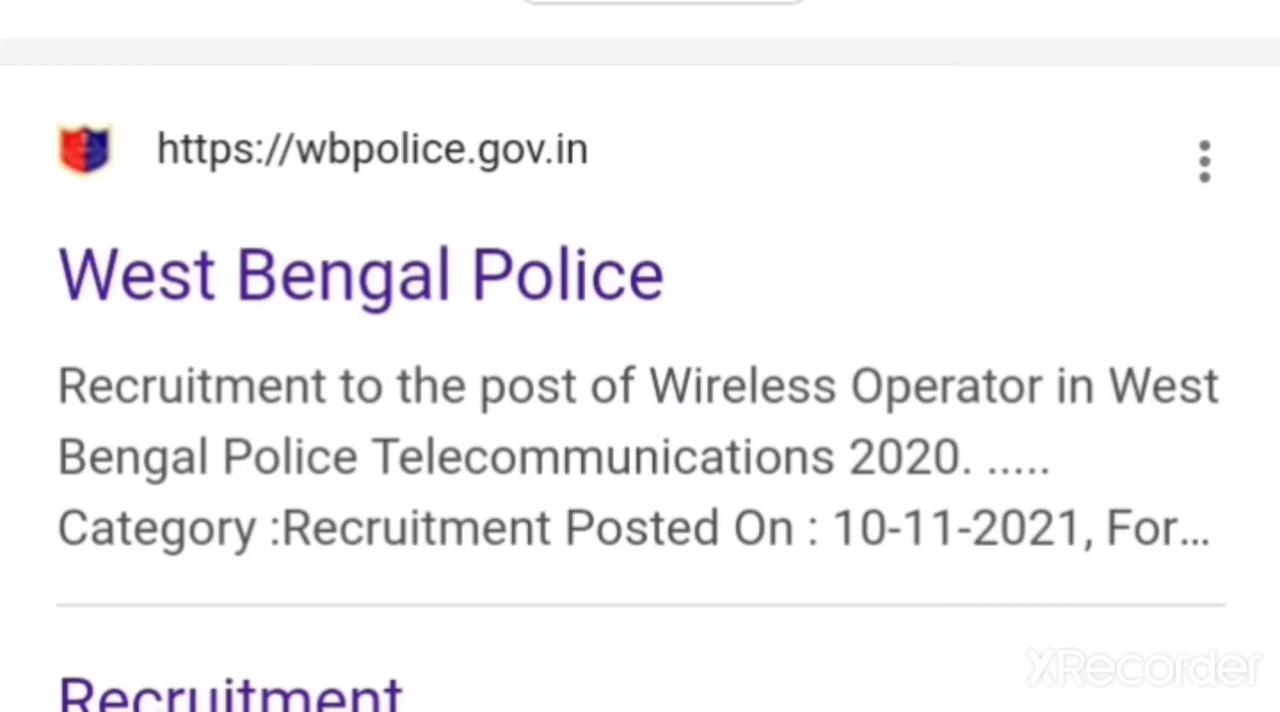 https://wbpolice.gov.in
West Bengal Police
Recruitment to the post of Wireless Operator in West
Bengal Police Telecommunications 2020. .....
Category :Recruitment Posted On : 10-11-2021, For...
Recruitment
XRecorder